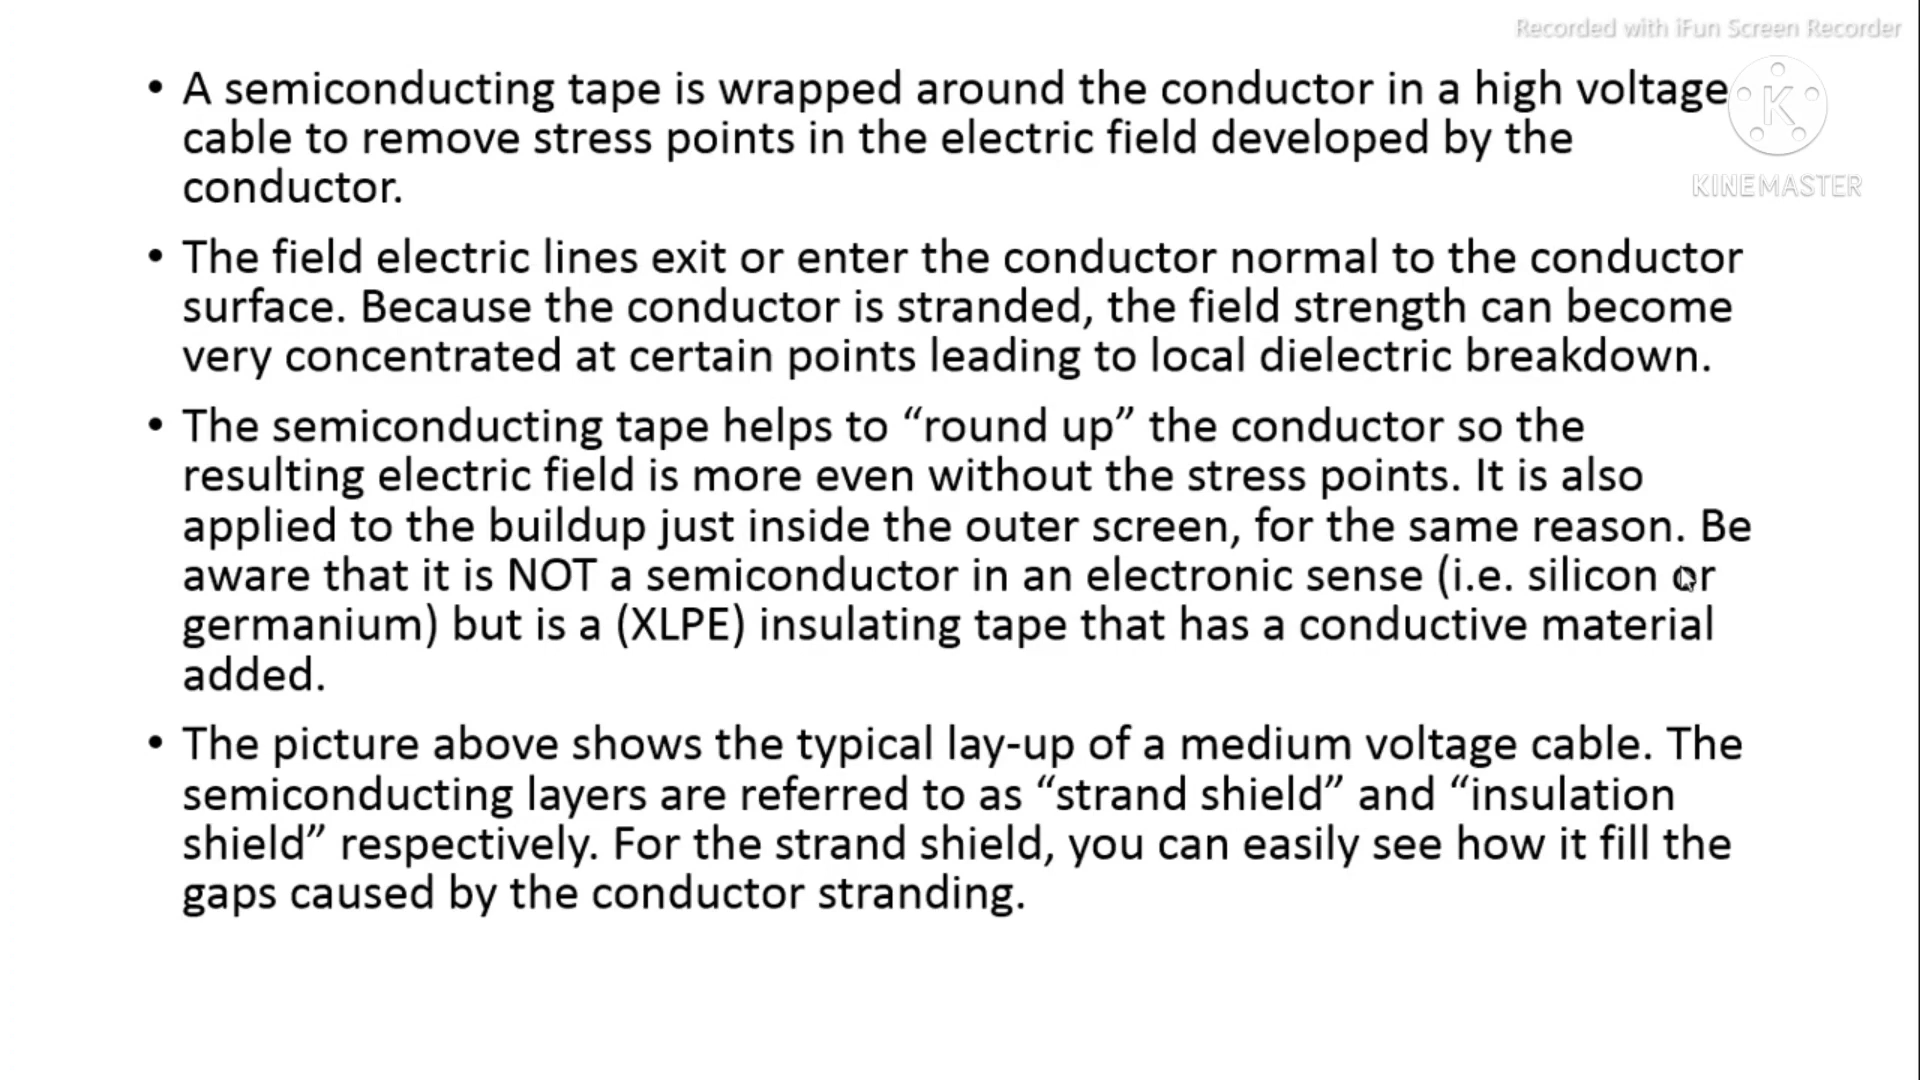 Recorded with iFun Screen Recorder
• A semiconducting tape is wrapped around the conductor in a high voltage
cable to remove stress points in the electric field developed by the
conductor.
K
KINEMASTER
• The field electric lines exit or enter the conductor normal to the conductor
surface. Because the conductor is stranded, the field strength can become
very concentrated at certain points leading to local dielectric breakdown.
• The semiconducting tape helps to “round up” the conductor so the
resulting electric field is more even without the stress points. It is also
applied to the buildup just inside the outer screen, for the same reason. Be
aware that it is NOT a semiconductor in an electronic sense (i.e. silicon or
germanium) but is a (XLPE) insulating tape that has a conductive material
added.
• The picture above shows the typical lay-up of a medium voltage cable. The
semiconducting layers are referred to as “strand shield” and “insulation
shield” respectively. For the strand shield, you can easily see how it fill the
gaps caused by the conductor stranding.